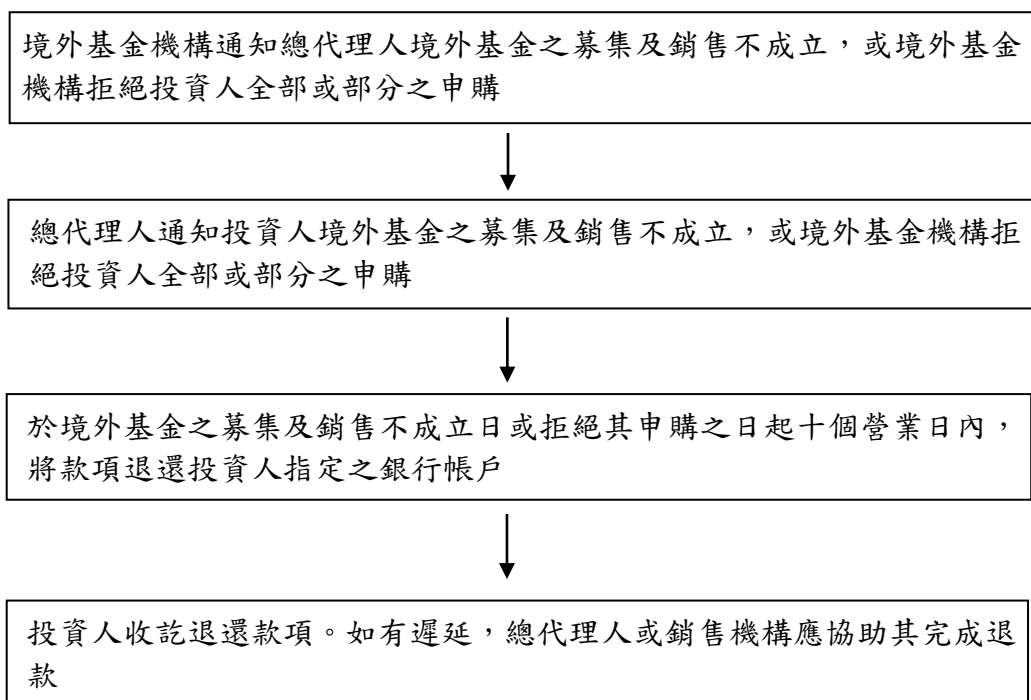 境外基金機構通知總代理人境外基金之募集及銷售不成立，或境外基金
機構拒絕投資人全部或部分之申購
總代理人通知投資人境外基金之募集及銷售不成立，或境外基金機構拒
絕投資人全部或部分之申購
於境外基金之募集及銷售不成立日或拒絕其申購之日起十個營業日內，
將款項退還投資人指定之銀行帳戶
投資人收訖退還款項。如有遲延，總代理人或銷售機構應協助其完成退
款